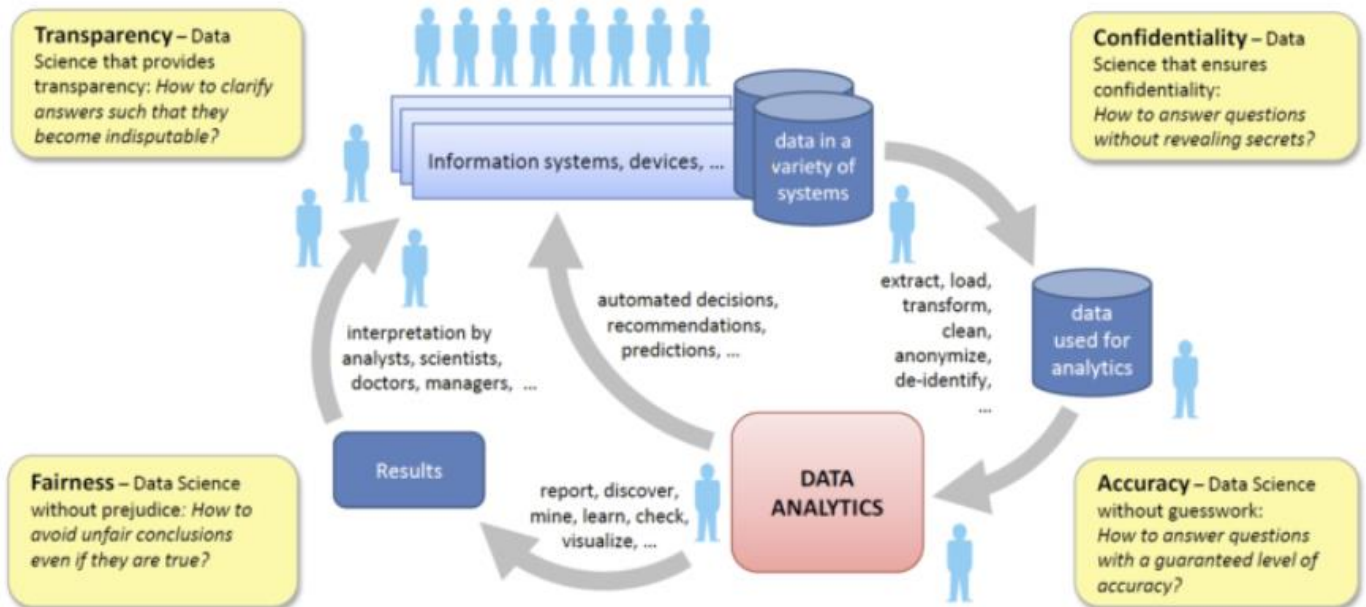 Transparency – Data
Science that provides
transparency: How to clarify
answers such that they
become indisputable?
Confidentiality – Data
Science that ensures
confidentiality:
How to answer questions
without revealing secrets?
Information systems, devices, ...
data in a
variety of
systems
extract, load,
transform,
clean,
anonymize,
de-identify,
...
data
used for
analytics
automated decisions,
recommendations,
predictions, ...
interpretation by
analysts, scientists,
doctors, managers, ...
Results
DATA
ANALYTICS
report, discover,
mine, learn, check,
visualize, ...
Fairness – Data Science
without prejudice: How to
avoid unfair conclusions
even if they are true?
Accuracy – Data Science
without guesswork:
How to answer questions
with a guaranteed level of
accuracy?